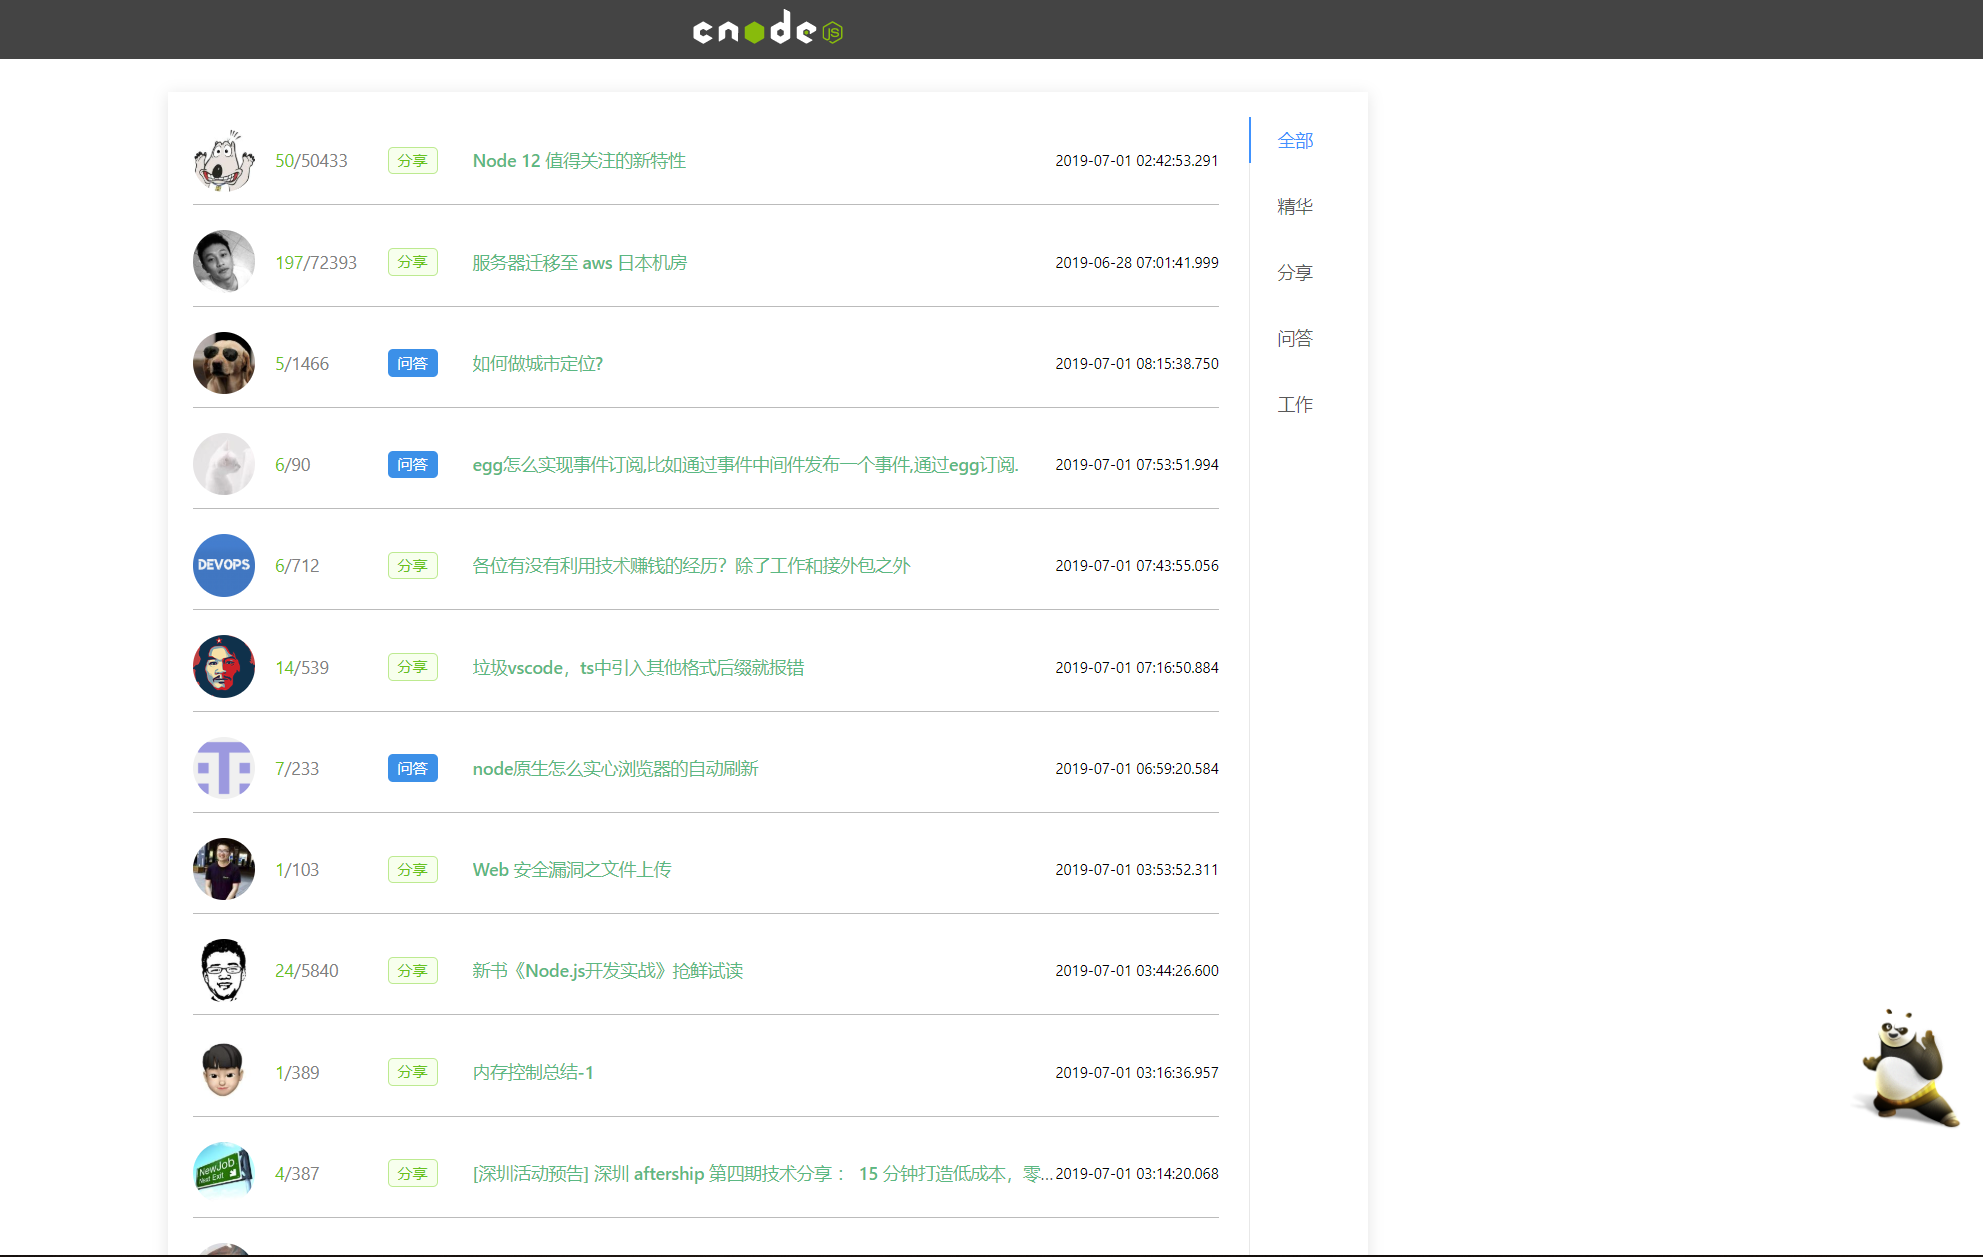 cnode JS
50/50433 分享 Node 12 值得关注的新特性 2019-07-01 02:42:53.291
197/72393 分享 服务器迁移至 aws 日本机房 2019-06-28 07:01:41.999
5/1466 问答 如何做城市定位? 2019-07-01 08:15:38.750
6/90 问答 egg怎么实现事件订阅,比如通过事件中间件发布一个事件,通过egg订阅. 2019-07-01 07:53:51.994
DEVOPS 6/712 分享 各位有没有利用技术赚钱的经历？除了工作和接外包之外 2019-07-01 07:43:55.056
14/539 分享 垃圾vscode，ts中引入其他格式后缀就报错 2019-07-01 07:16:50.884
7/233 问答 node原生怎么实心浏览器的自动刷新 2019-07-01 06:59:20.584
1/103 分享 Web 安全漏洞之文件上传 2019-07-01 03:53:52.311
24/5840 分享 新书《Node.js开发实战》抢鲜试读 2019-07-01 03:44:26.600
1/389 分享 内存控制总结-1 2019-07-01 03:16:36.957
NewJob
Next Exit
4/387 分享 [深圳活动预告] 深圳 aftership 第四期技术分享： 15 分钟打造低成本，零... 2019-07-01 03:14:20.068
全部
精华
分享
问答
工作